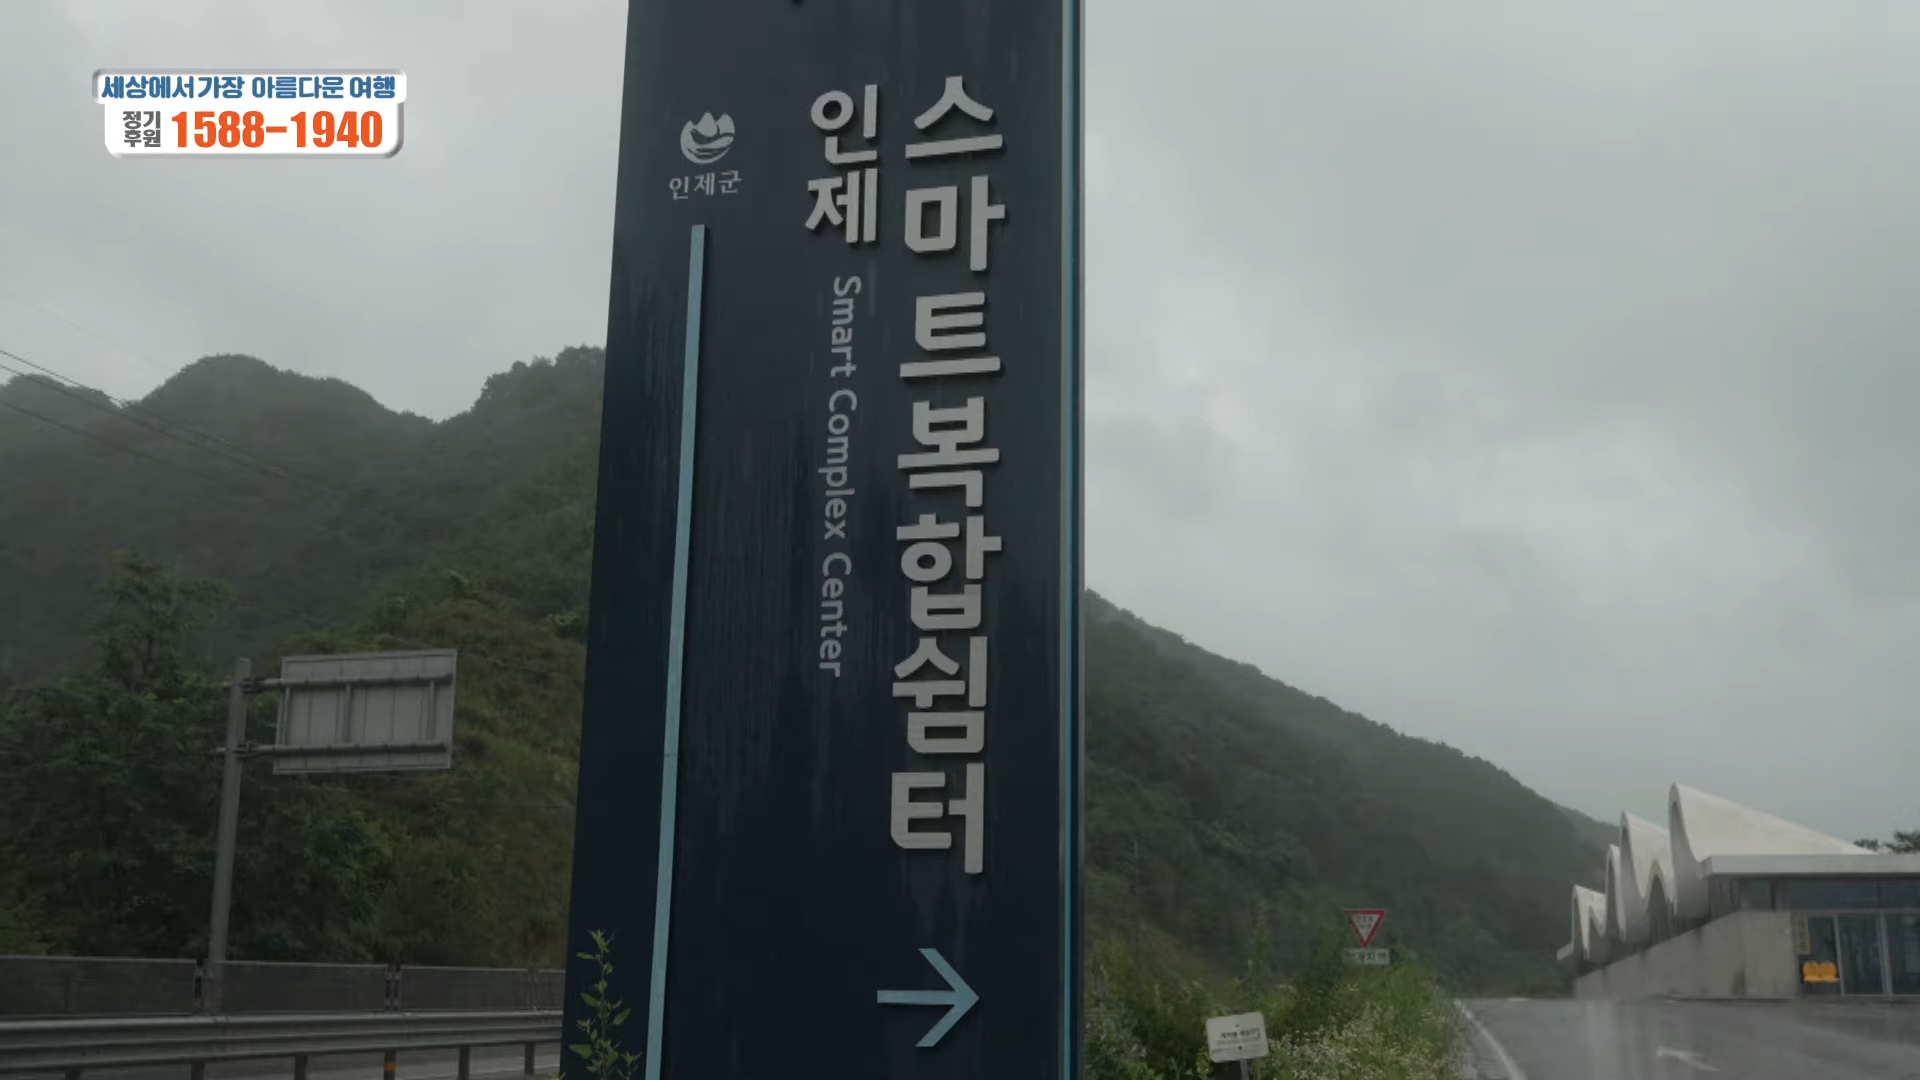 세상에서 가장 아름다운 여행
정기
후원 1588-1940
인제군
인제
스마트복합쉼터
Smart Complex Center